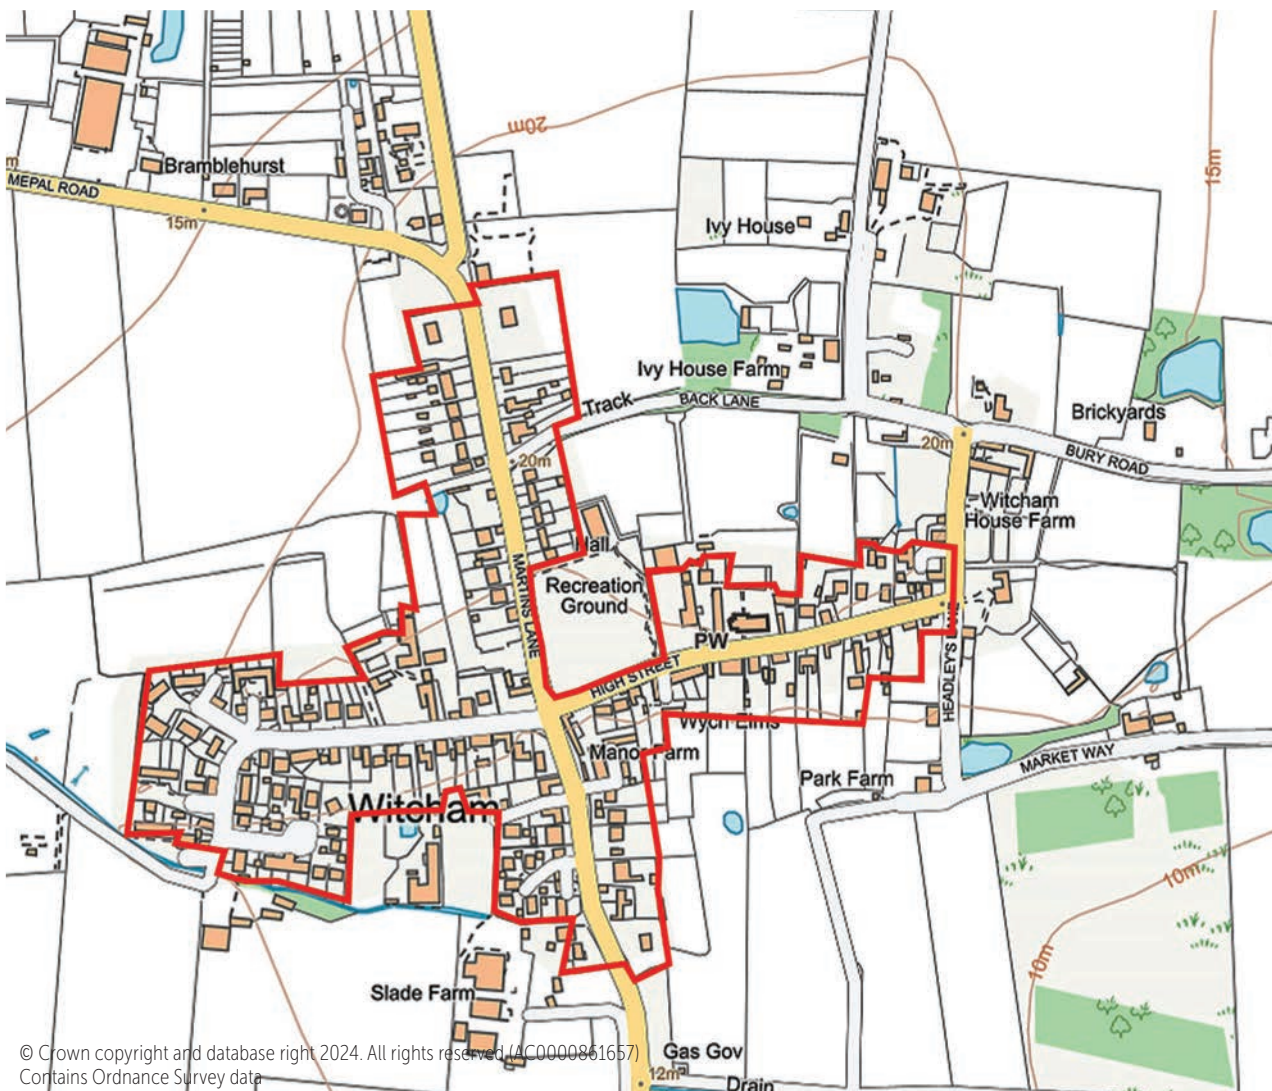 20m
15m
Bramblehurst
m
MEPAL ROAD
15m
Ivy House
Ivy House Farm
Track
BACK LANE
Brickyards
20m
BURY ROAD
20m
Witcham
House Farm
Hall
MARTINS LANE
Recreation
Ground
PW
HIGH STREET
HEADLEY'S LANE
Wych Elms
Manor Farm
MARKET WAY
Park Farm
Witcham
10m
10m
Slade Farm
© Crown copyright and database right 2024. All rights reserved (AC0000861657)
Contains Ordnance Survey data
Gas Gov
12m
Drain